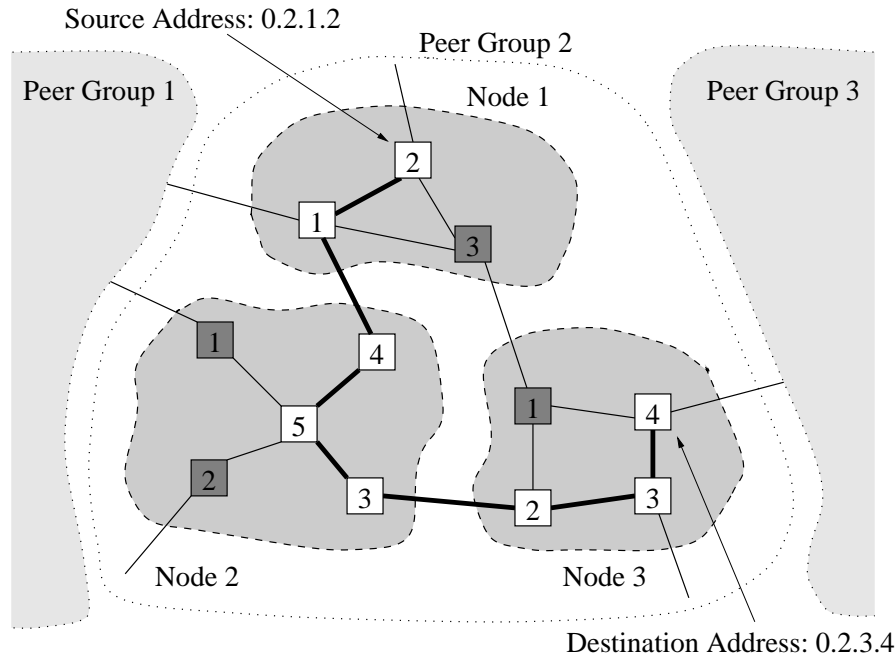 Source Address: 0.2.1.2
Peer Group 2
Peer Group 1
Node 1
Peer Group 3
2
1
3
1
4
5
2
3
1
4
2
3
Node 2
Node 3
Destination Address: 0.2.3.4